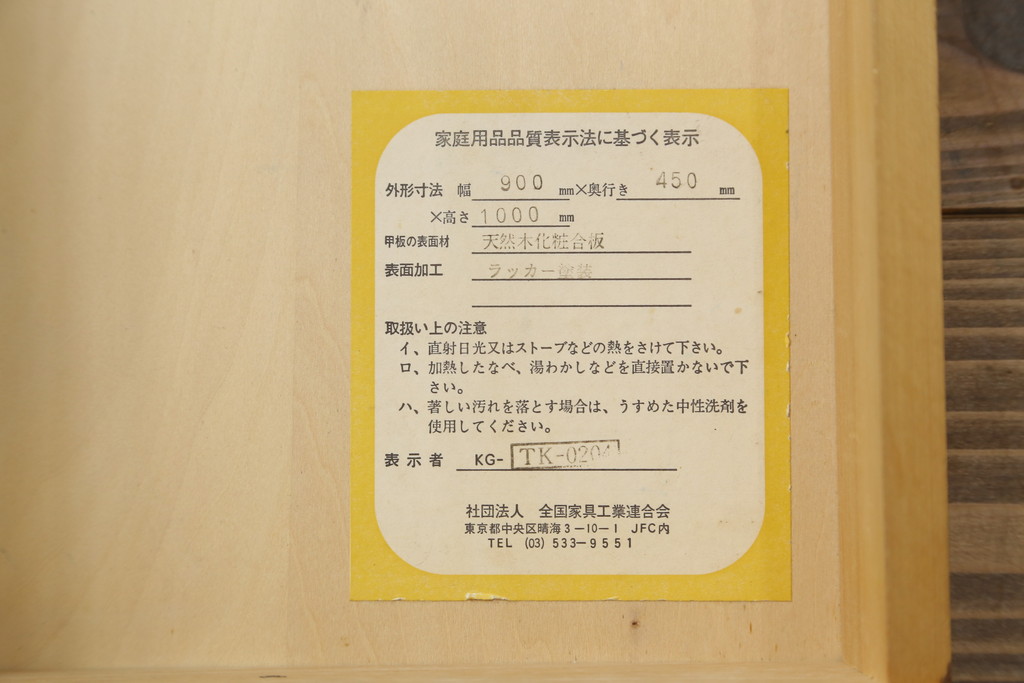 家庭用品品質表示法に基づく表示
外形寸法 幅 900 mm×奥行き 450 mm
×高さ 1000 mm
甲板の表面材 天然木化粧合板
表面加工 ラッカー塗装
取扱い上の注意
イ、直射日光又はストーブなどの熱をさけて下さい。
ロ、加熱したなべ、湯わかしなどを直接置かないで下
さい。
ハ、著しい汚れを落とす場合は、うすめた中性洗剤を
使用してください。
表示者 KG- TK-0204
社団法人 全国家具工業連合会
東京都中央区晴海3-10-1 JFC内
TEL (03) 533-9551